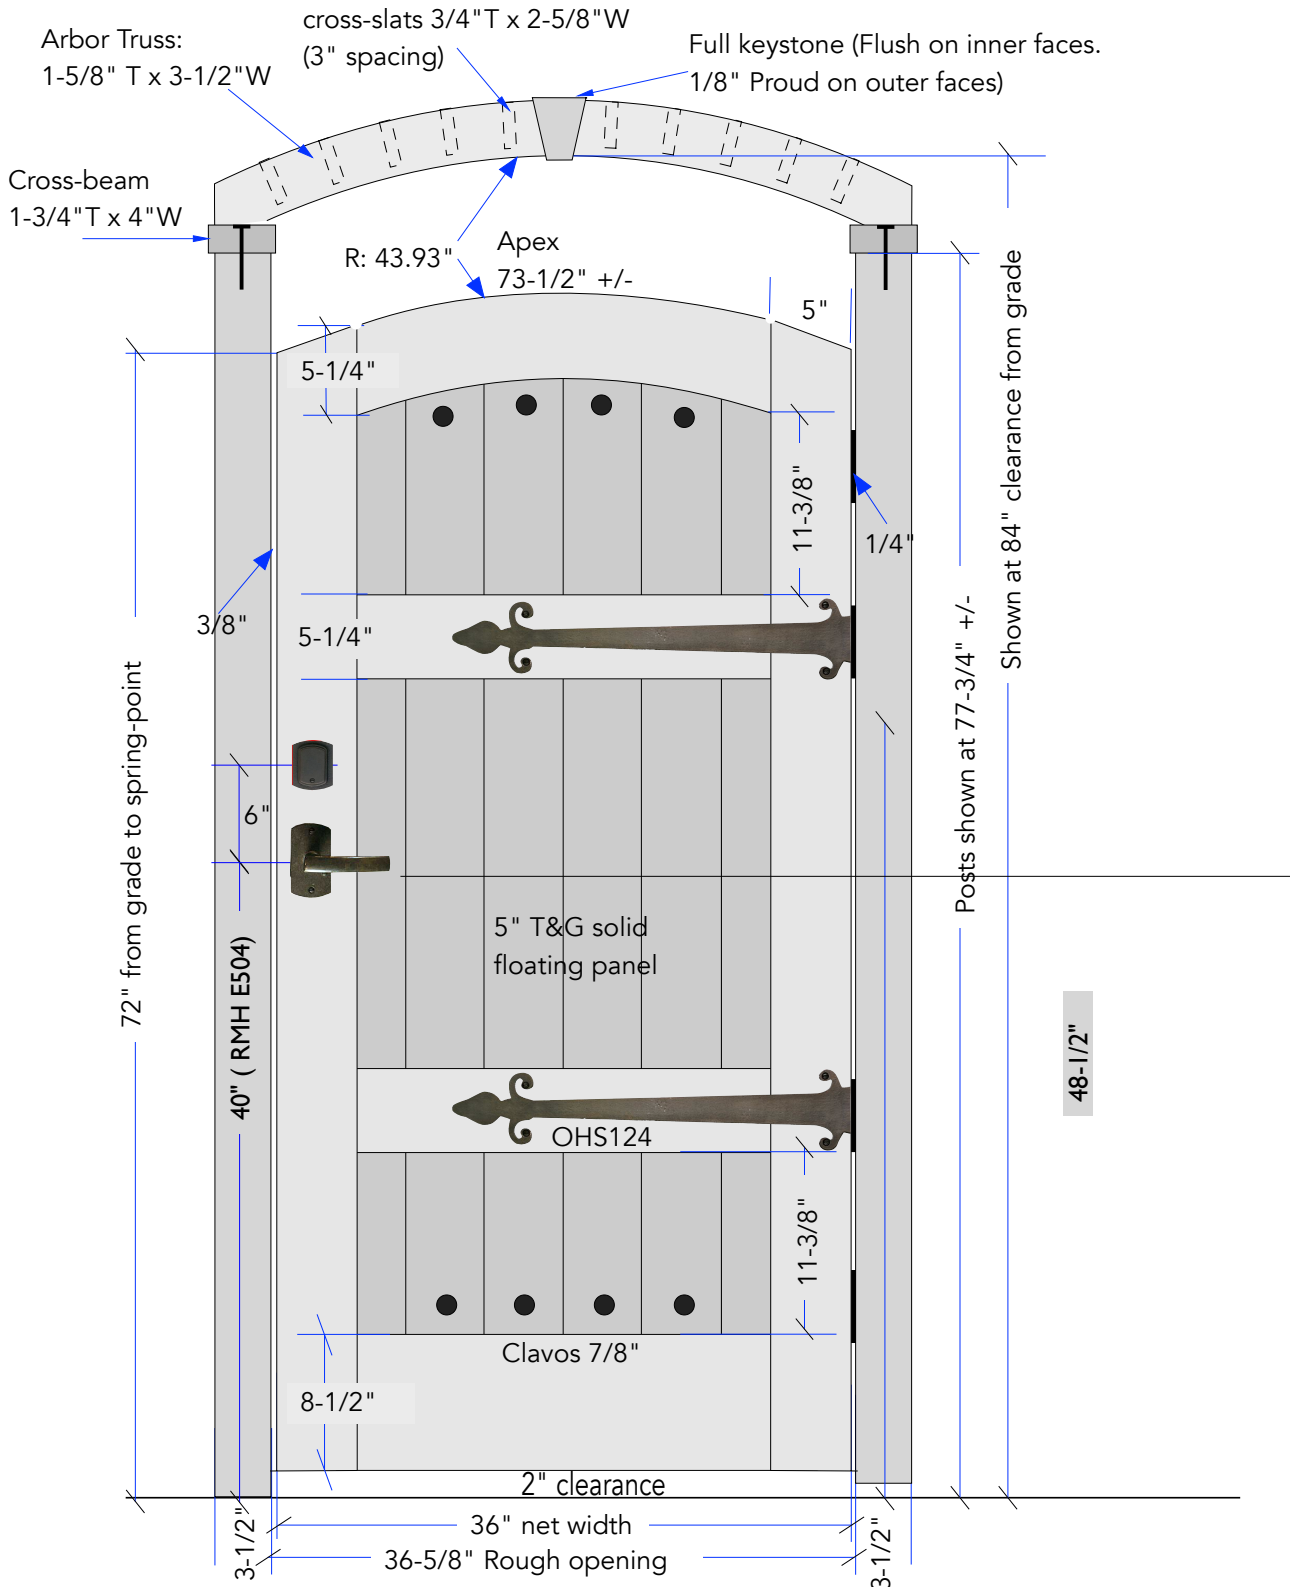 cross-slats 3/4"T x 2-5/8"W
(3" spacing)
Arbor Truss:
1-5/8" T x 3-1/2"W
Full keystone (Flush on inner faces.
1/8" Proud on outer faces)
Cross-beam
1-3/4"T x 4"W
R: 43.93"
Apex
73-1/2" +/-
5"
5-1/4"
11-3/8"
1/4"
Shown at 84" clearance from grade
3/8"
5-1/4"
Posts shown at 77-3/4" +/-
72" from grade to spring-point
6"
40" ( RMH E504)
5" T&G solid
floating panel
48-1/2"
OHS124
11-3/8"
Clavos 7/8"
8-1/2"
2" clearance
3-1/2"
36" net width
3-1/2"
36-5/8" Rough opening